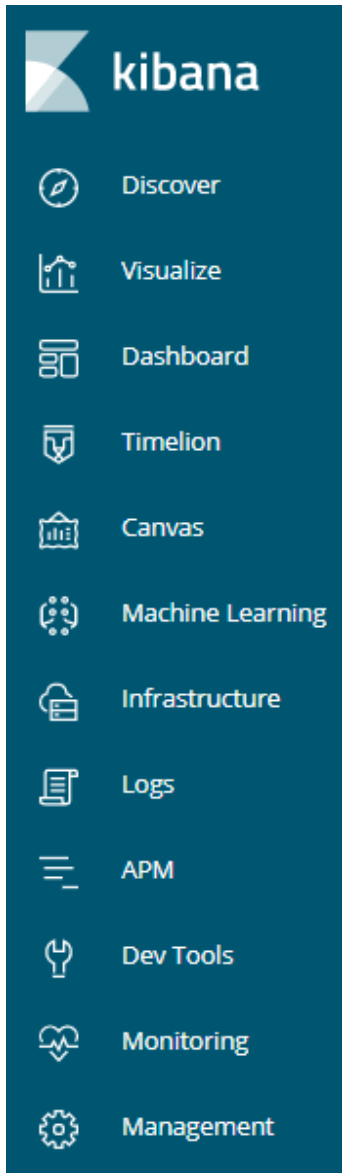 kibana
Discover
Visualize
Dashboard
Timelion
Canvas
Machine Learning
Infrastructure
Logs
APM
Dev Tools
Monitoring
Management